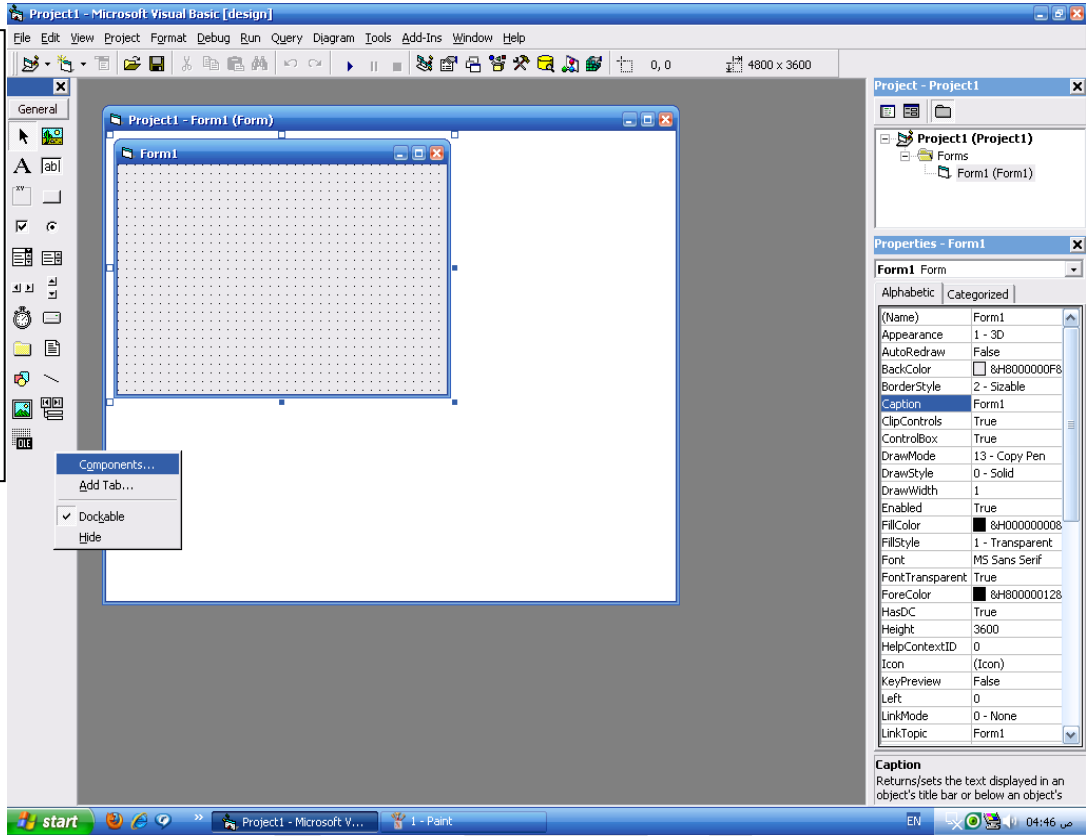 Project1 - Microsoft Visual Basic [design]
File Edit View Project Format Debug Run Query Diagram Tools Add-Ins Window Help
0, 0 4800 x 3600
General
A ab|
xv
OLE
Project1 - Form1 (Form)
Form1
Components...
Add Tab...
Dockable
Hide
Project - Project1
Project1 (Project1)
Forms
Form1 (Form1)
Properties - Form1
Form1 Form
Alphabetic Categorized
(Name) Form1
Appearance 1 - 3D
AutoRedraw False
BackColor &H8000000F&
BorderStyle 2 - Sizable
Caption Form1
ClipControls True
ControlBox True
DrawMode 13 - Copy Pen
DrawStyle 0 - Solid
DrawWidth 1
Enabled True
FillColor &H00000000&
FillStyle 1 - Transparent
Font MS Sans Serif
FontTransparent True
ForeColor &H80000012&
HasDC True
Height 3600
HelpContextID 0
Icon (Icon)
KeyPreview False
Left 0
LinkMode 0 - None
LinkTopic Form1
Caption
Returns/sets the text displayed in an
object's title bar or below an object's
start
Project1 - Microsoft V...
1 - Paint
EN
04:46 ص